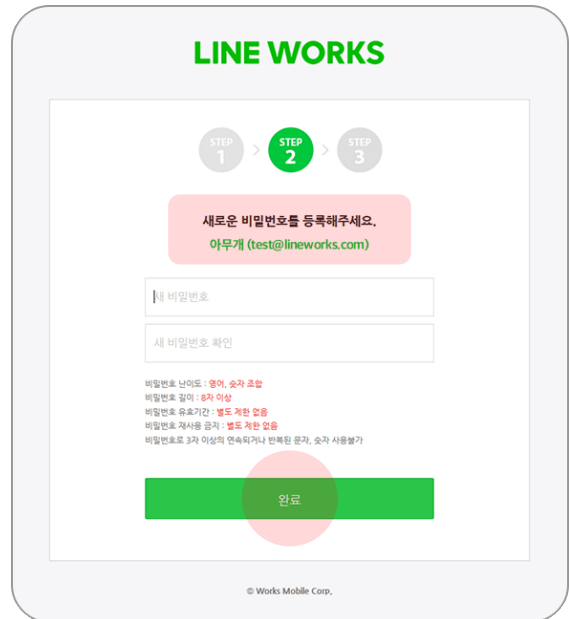 LINE WORKS
STEP
1
>
STEP
2
>
STEP
3
새로운 비밀번호를 등록해주세요.
아무개 (test@lineworks.com)
새 비밀번호
새 비밀번호 확인
비밀번호 난이도 : 영어, 숫자 조합
비밀번호 길이 : 8자 이상
비밀번호 유효기간 : 별도 제한 없음
비밀번호 재사용 금지 : 별도 제한 없음
비밀번호로 3자 이상의 연속되거나 반복된 문자, 숫자 사용불가
완료
© Works Mobile Corp.